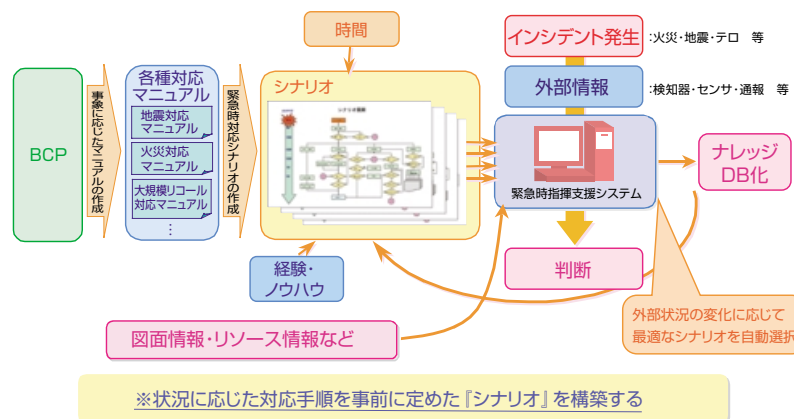 時間
インシデント発生
:火災・地震・テロ 等
外部情報
:検知器・センサ・通報 等
BCP
事象に応じたマニュアルの作成
各種対応
マニュアル
地震対応
マニュアル
火災対応
マニュアル
大規模リコール
対応マニュアル
⋮
緊急時対応シナリオの作成
シナリオ
緊急時指揮支援システム
ナレッジ
DB化
経験・
ノウハウ
判断
図面情報・リソース情報など
外部状況の変化に応じて
最適なシナリオを自動選択
※状況に応じた対応手順を事前に定めた『シナリオ』を構築する